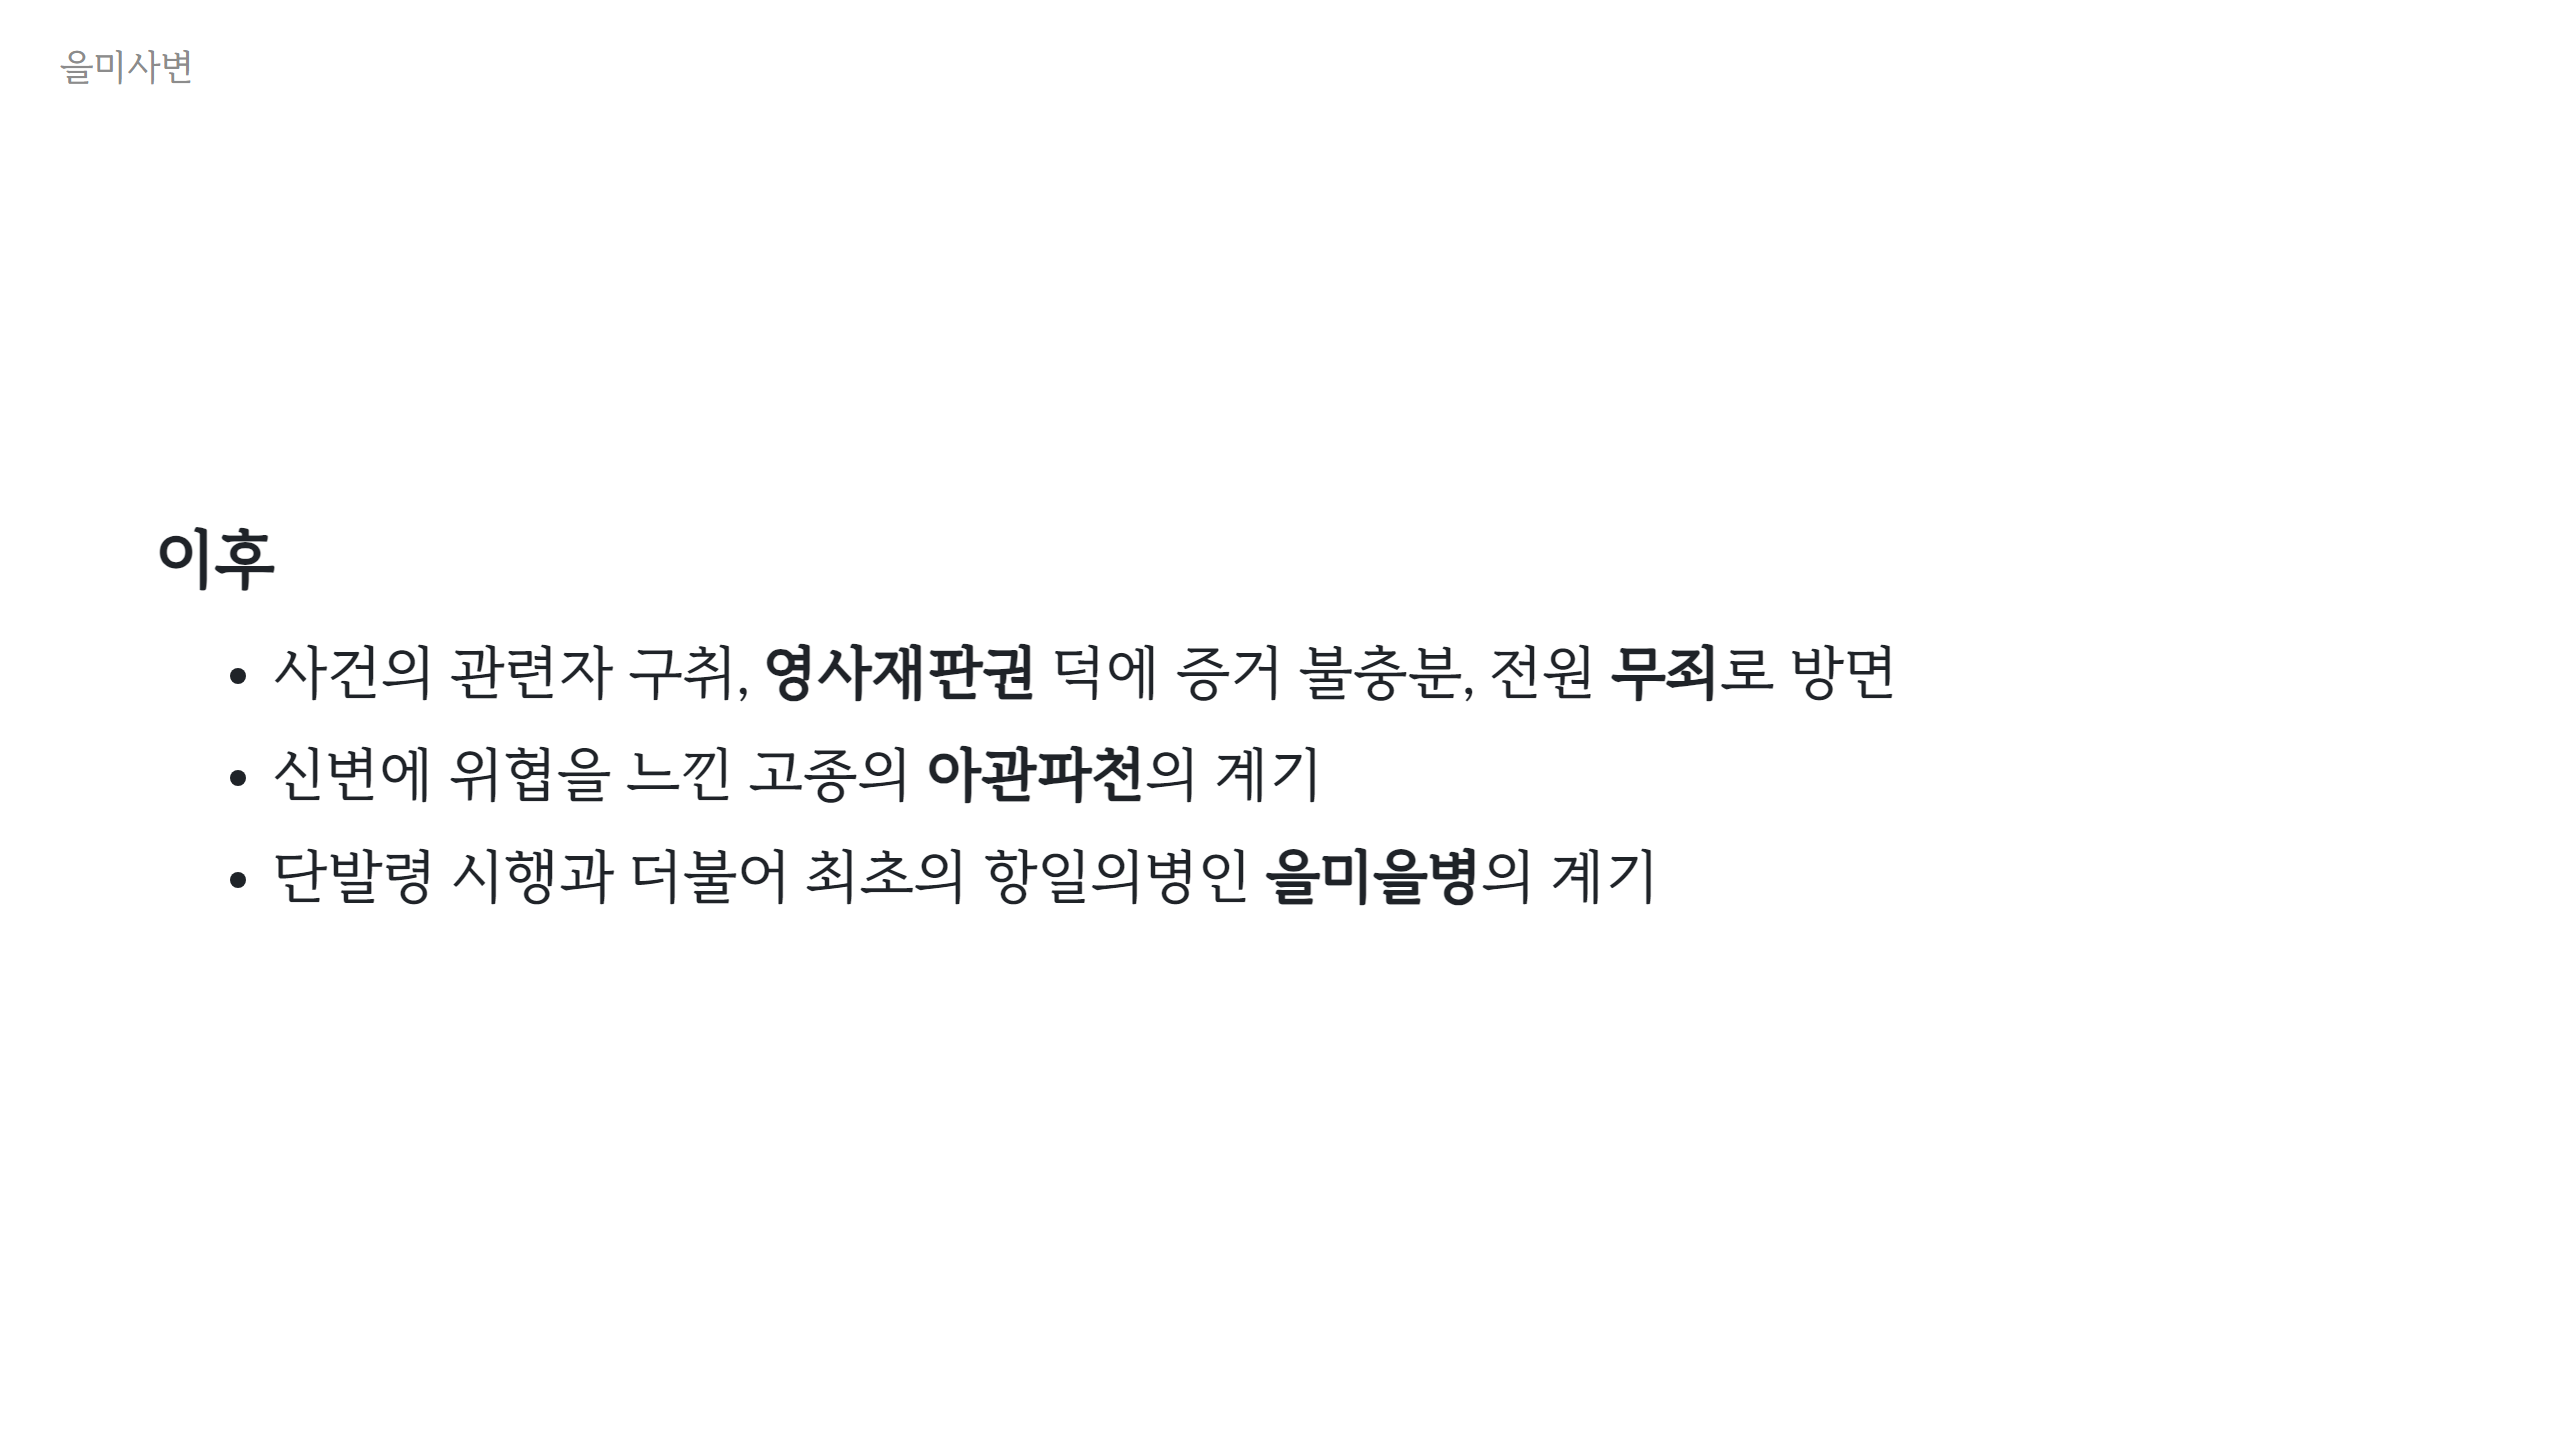 을미사변
이후
• 사건의 관련자 구취, 영사재판권 덕에 증거 불충분, 전원 무죄로 방면
• 신변에 위협을 느낀 고종의 아관파천의 계기
• 단발령 시행과 더불어 최초의 항일의병인 을미을병의 계기